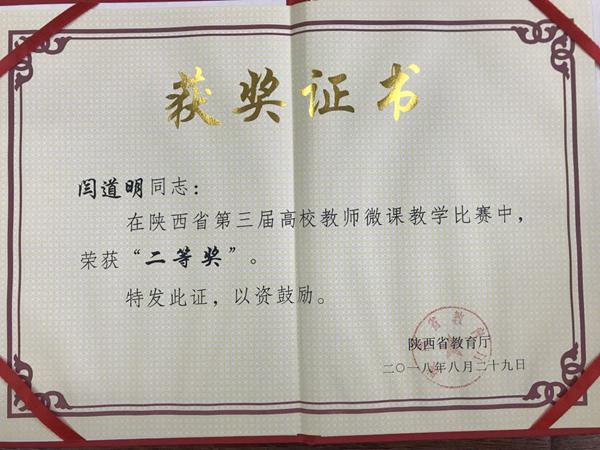 获奖证书
闫道明同志：
在陕西省第三届高校教师微课教学比赛中，
荣获“二等奖”。
特发此证，以资鼓励。
陕西省教育厅
二〇一八年八月二十九日